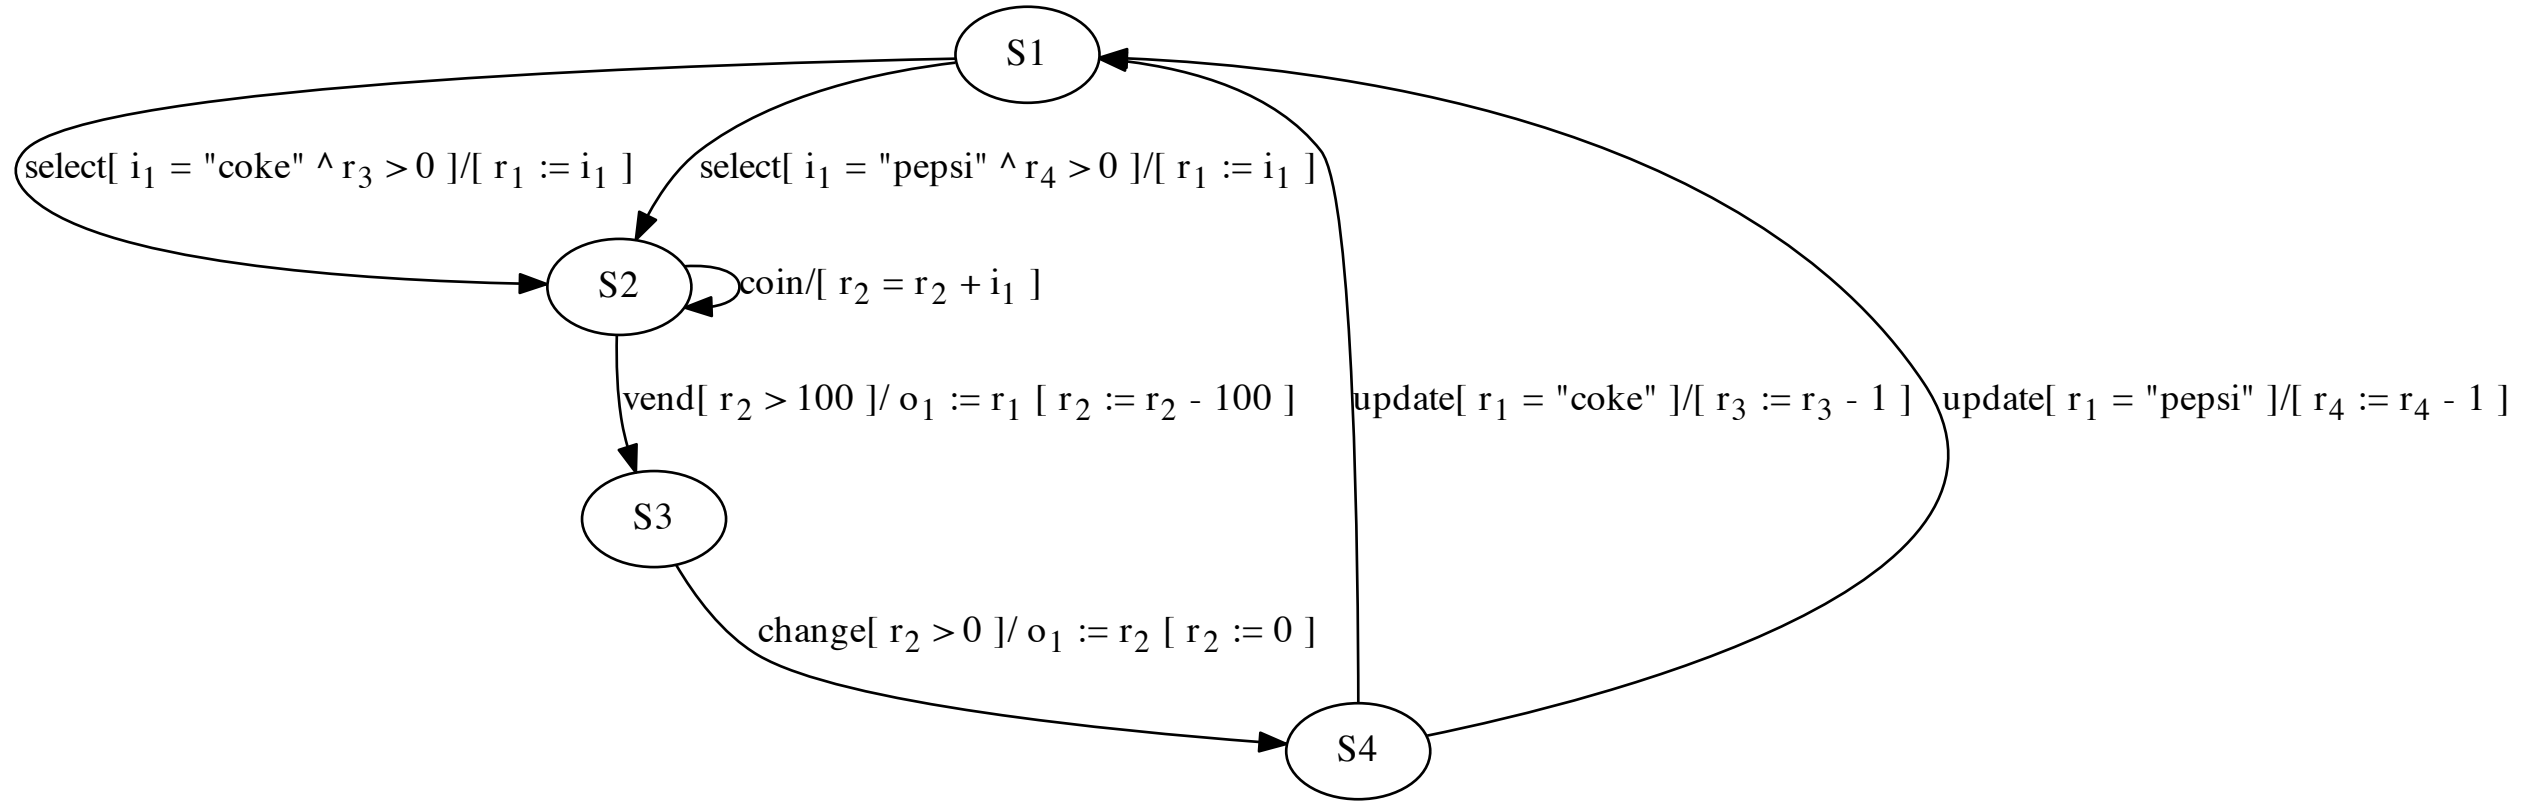 S1
select[ i1 = "coke" ^ r3 > 0 ]/[ r1 := i1 ]
select[ i1 = "pepsi" ^ r4 > 0 ]/[ r1 := i1 ]
S2
coin/[ r2 = r2 + i1 ]
vend[ r2 > 100 ]/ o1 := r1 [ r2 := r2 - 100 ]
update[ r1 = "coke" ]/[ r3 := r3 - 1 ]
update[ r1 = "pepsi" ]/[ r4 := r4 - 1 ]
S3
change[ r2 > 0 ]/ o1 := r2 [ r2 := 0 ]
S4